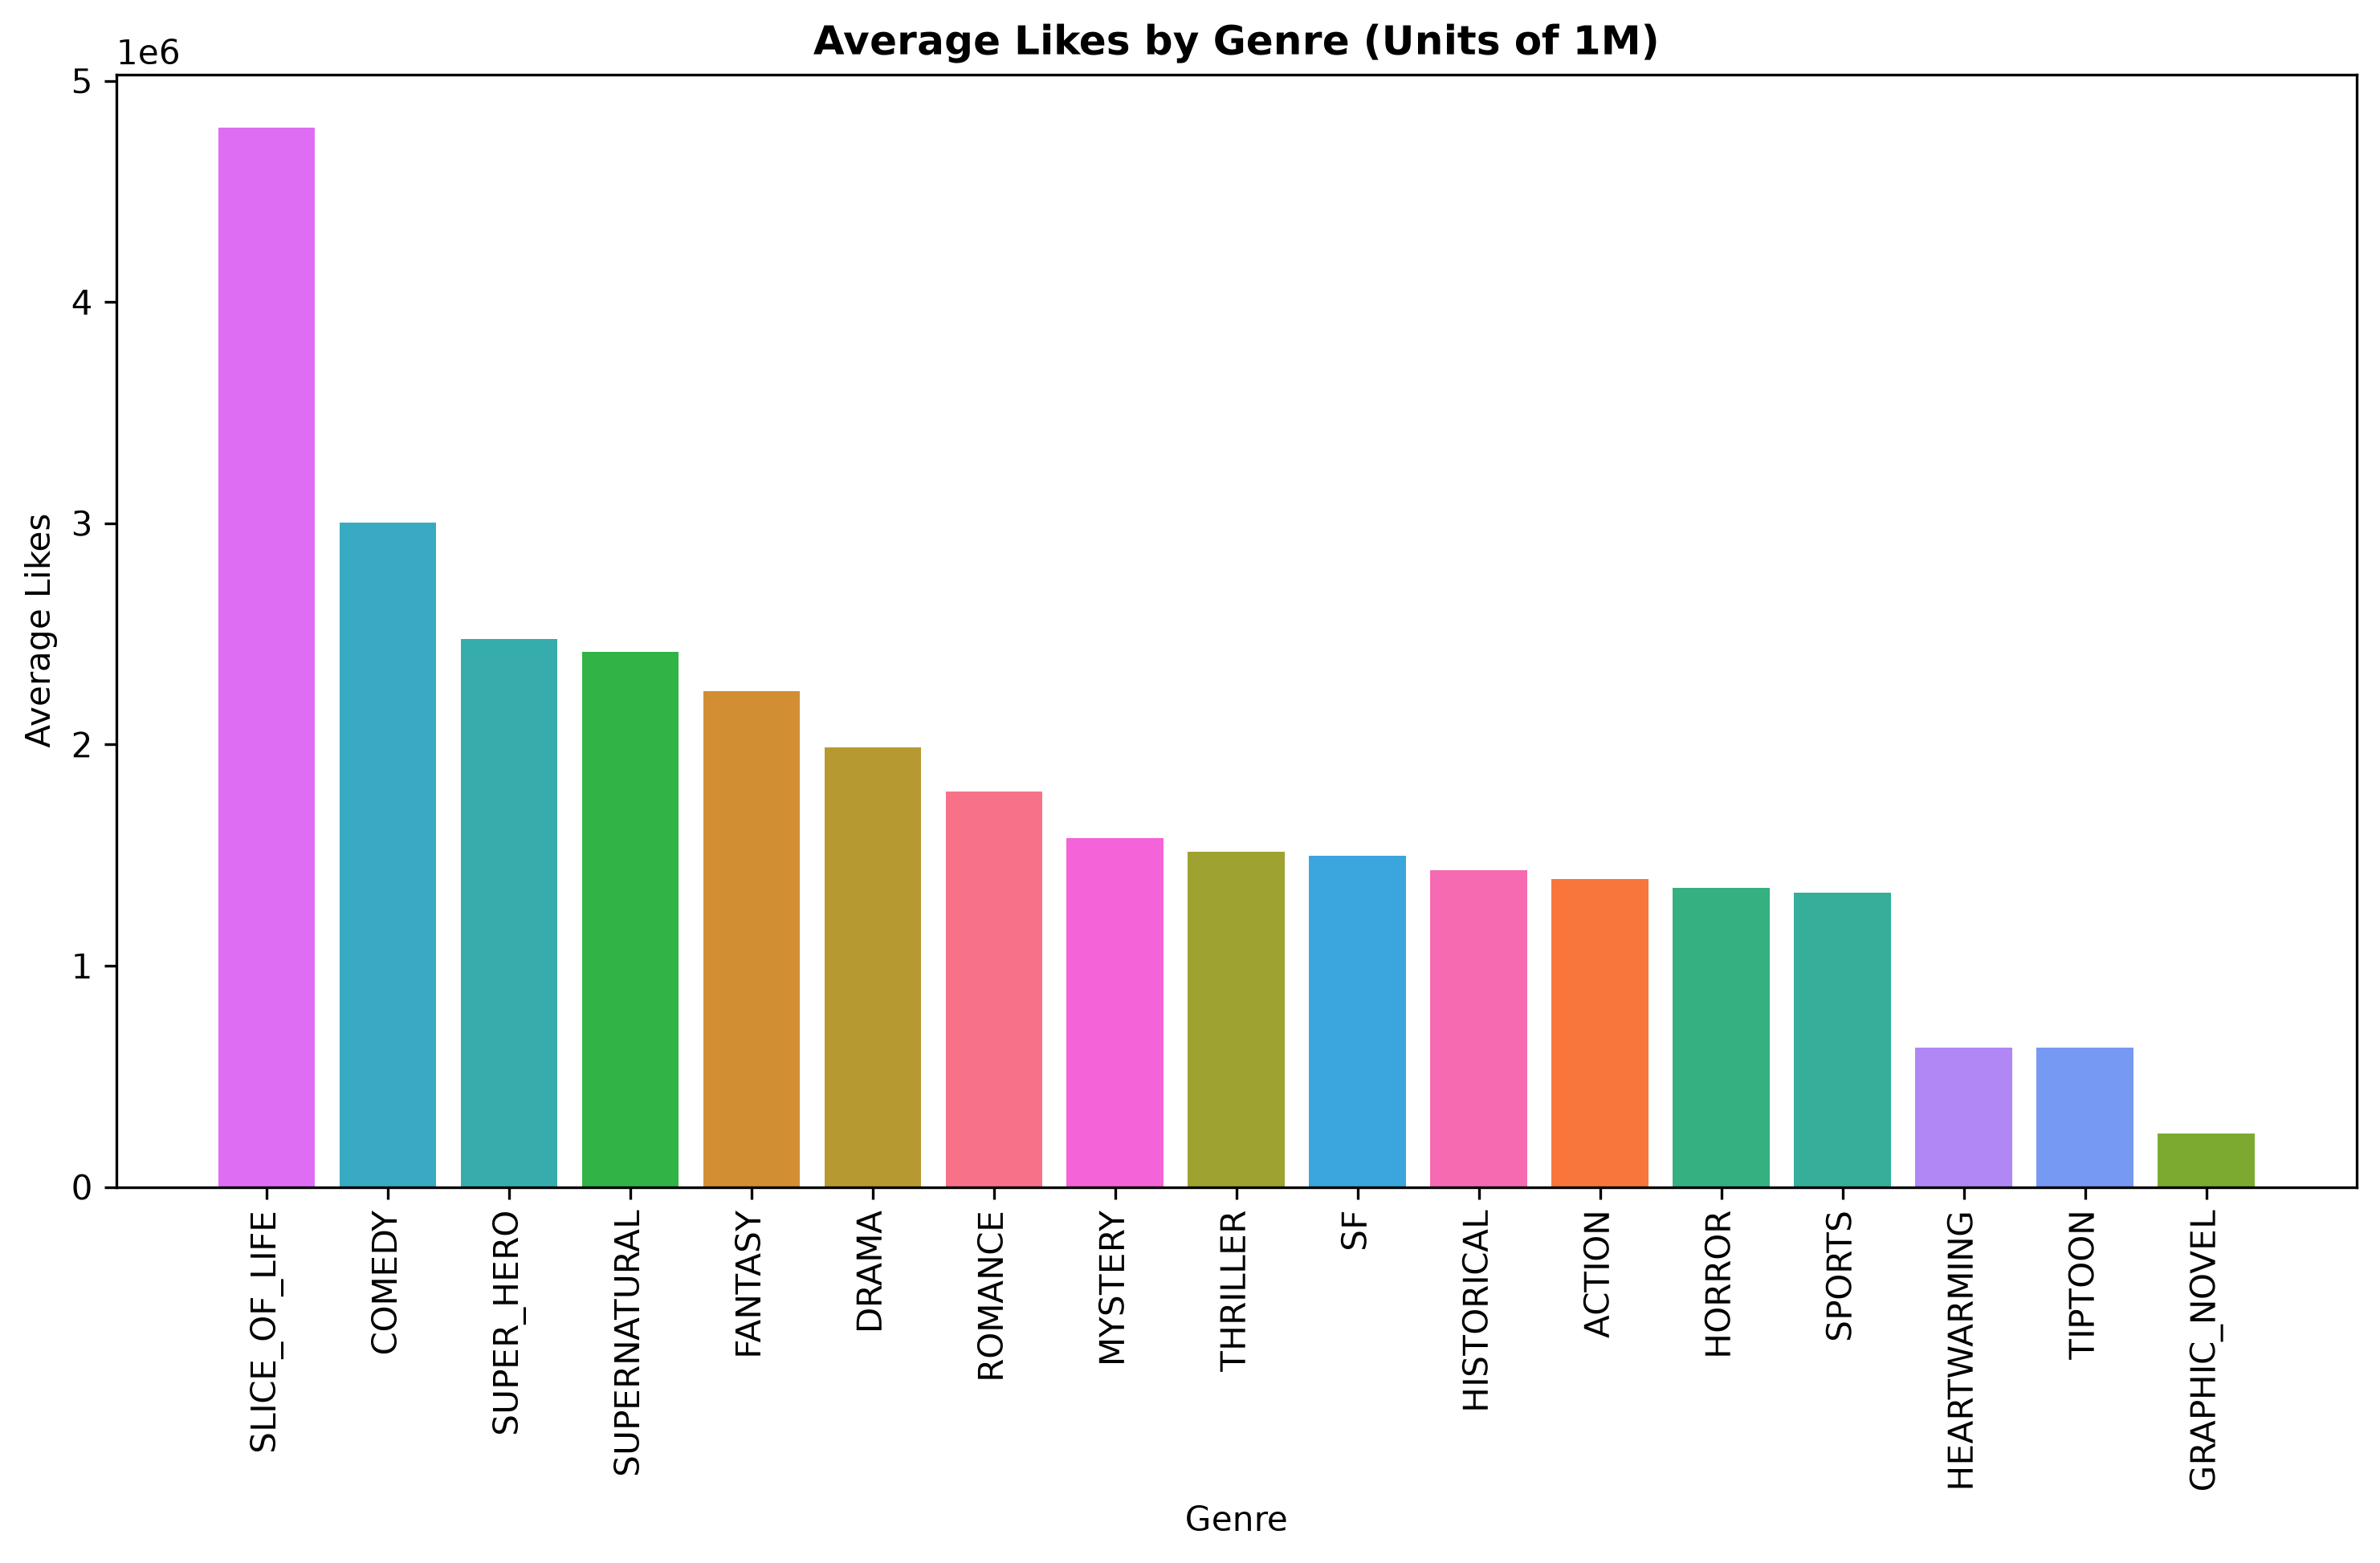 Average Likes by Genre (Units of 1M)
1e6
5
4
3
2
1
0
Average Likes
SLICE_OF_LIFE
COMEDY
SUPER_HERO
SUPERNATURAL
FANTASY
DRAMA
ROMANCE
MYSTERY
THRILLER
SF
HISTORICAL
ACTION
HORROR
SPORTS
HEARTWARMING
TIPTOON
GRAPHIC_NOVEL
Genre